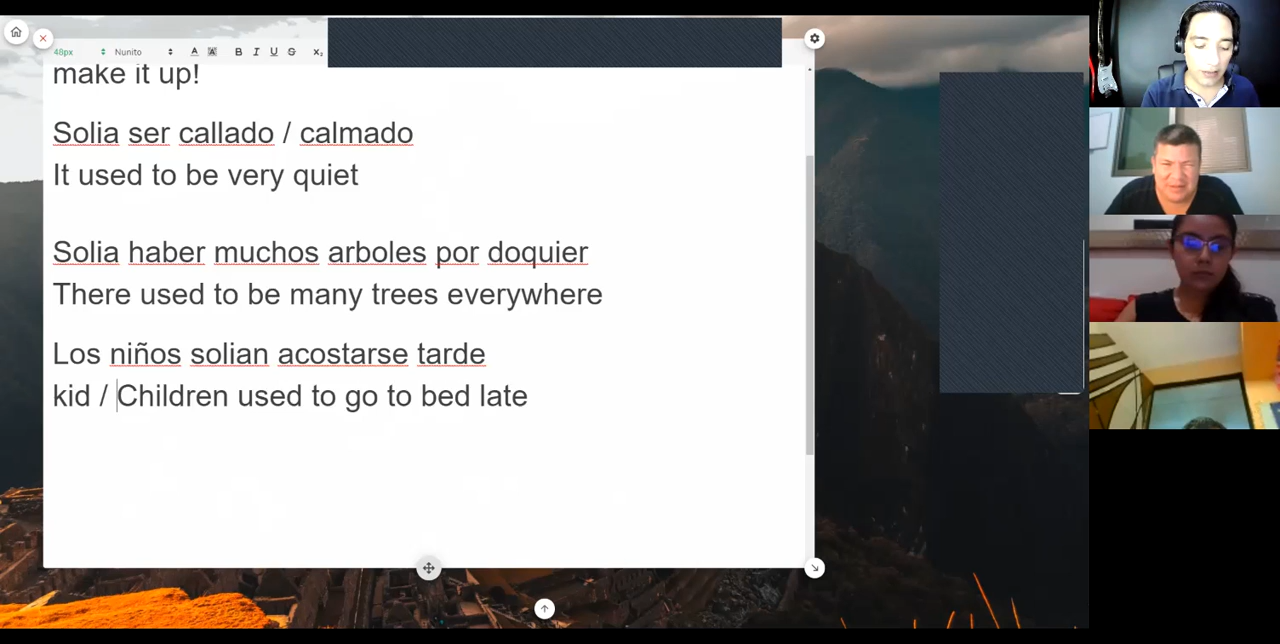 48px Nunito A A B I U S X₂
make it up!
Solia ser callado / calmado
It used to be very quiet
Solia haber muchos arboles por doquier
There used to be many trees everywhere
Los niños solian acostarse tarde
kid / Children used to go to bed late